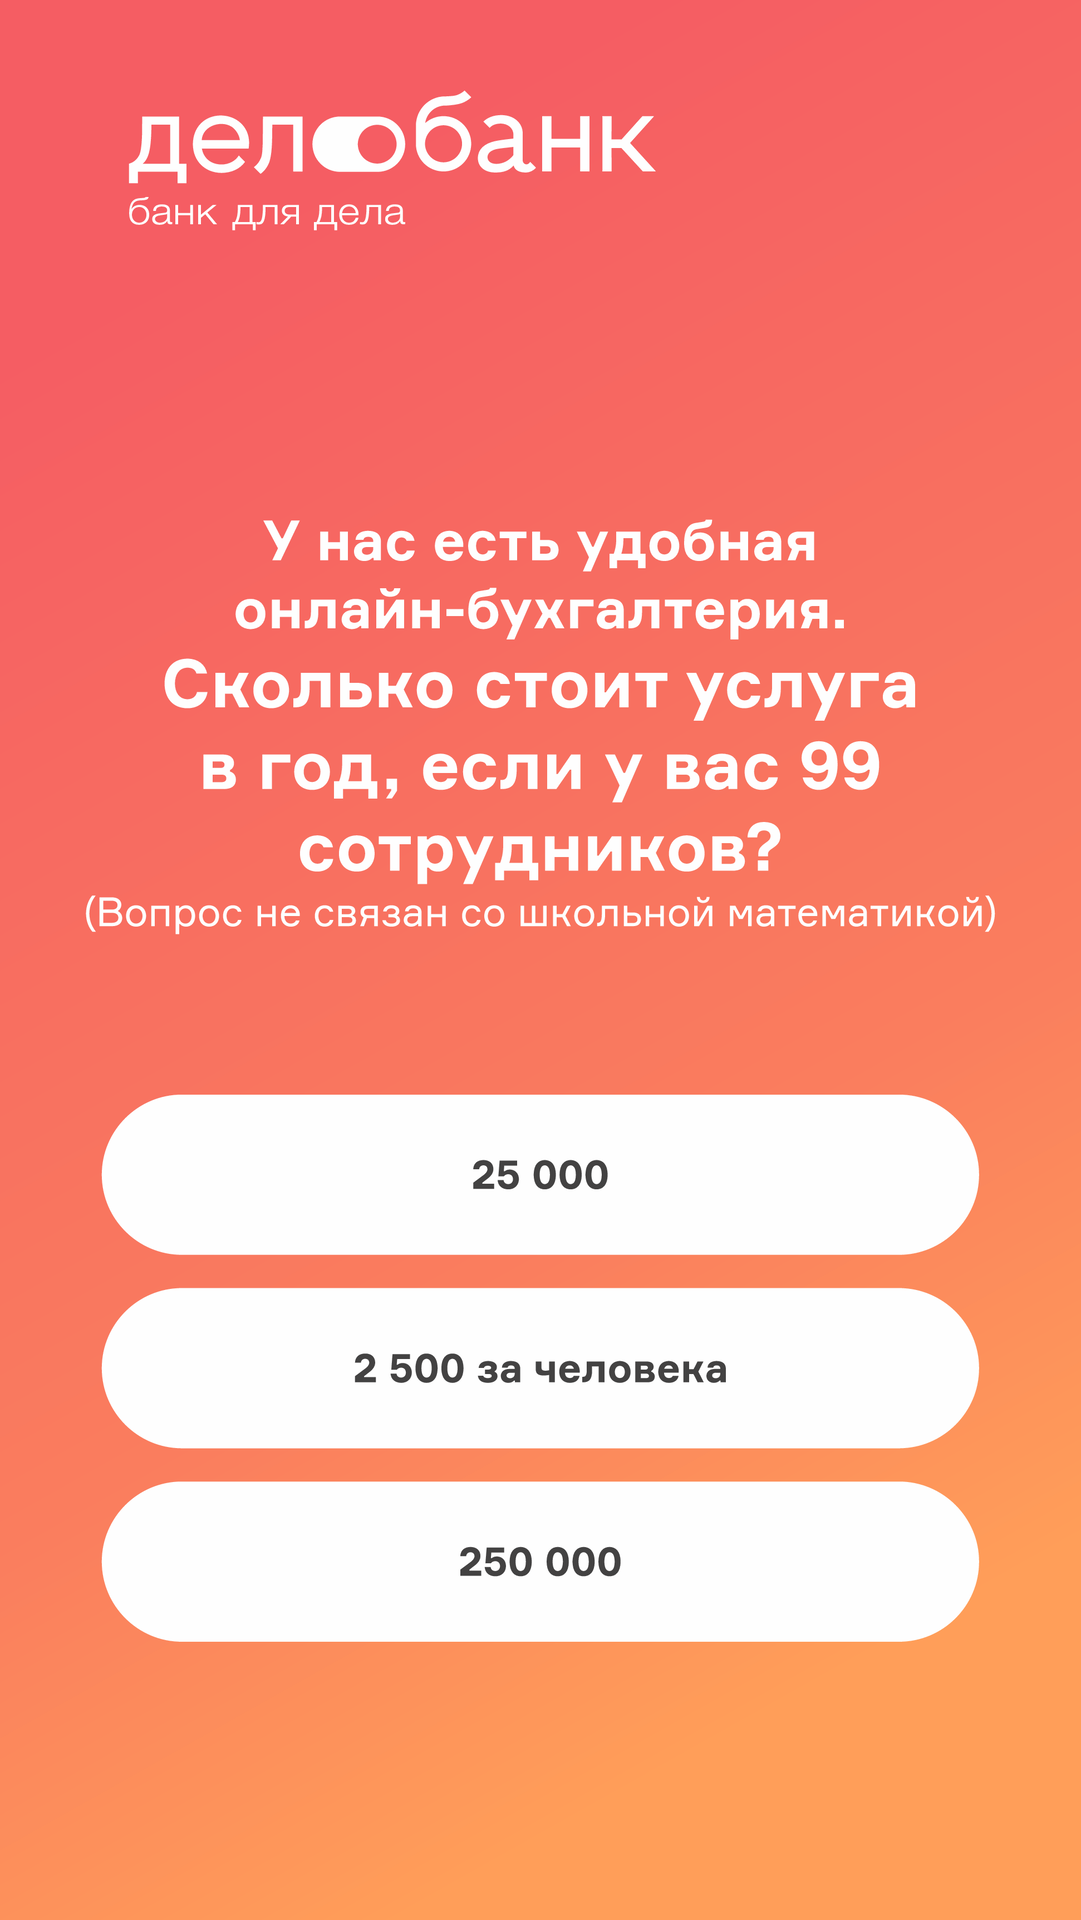 делобанк
банк для дела
У нас есть удобная
онлайн-бухгалтерия.
Сколько стоит услуга
в год, если у вас 99
сотрудников?
(Вопрос не связан со школьной математикой)
25 000
2 500 за человека
250 000